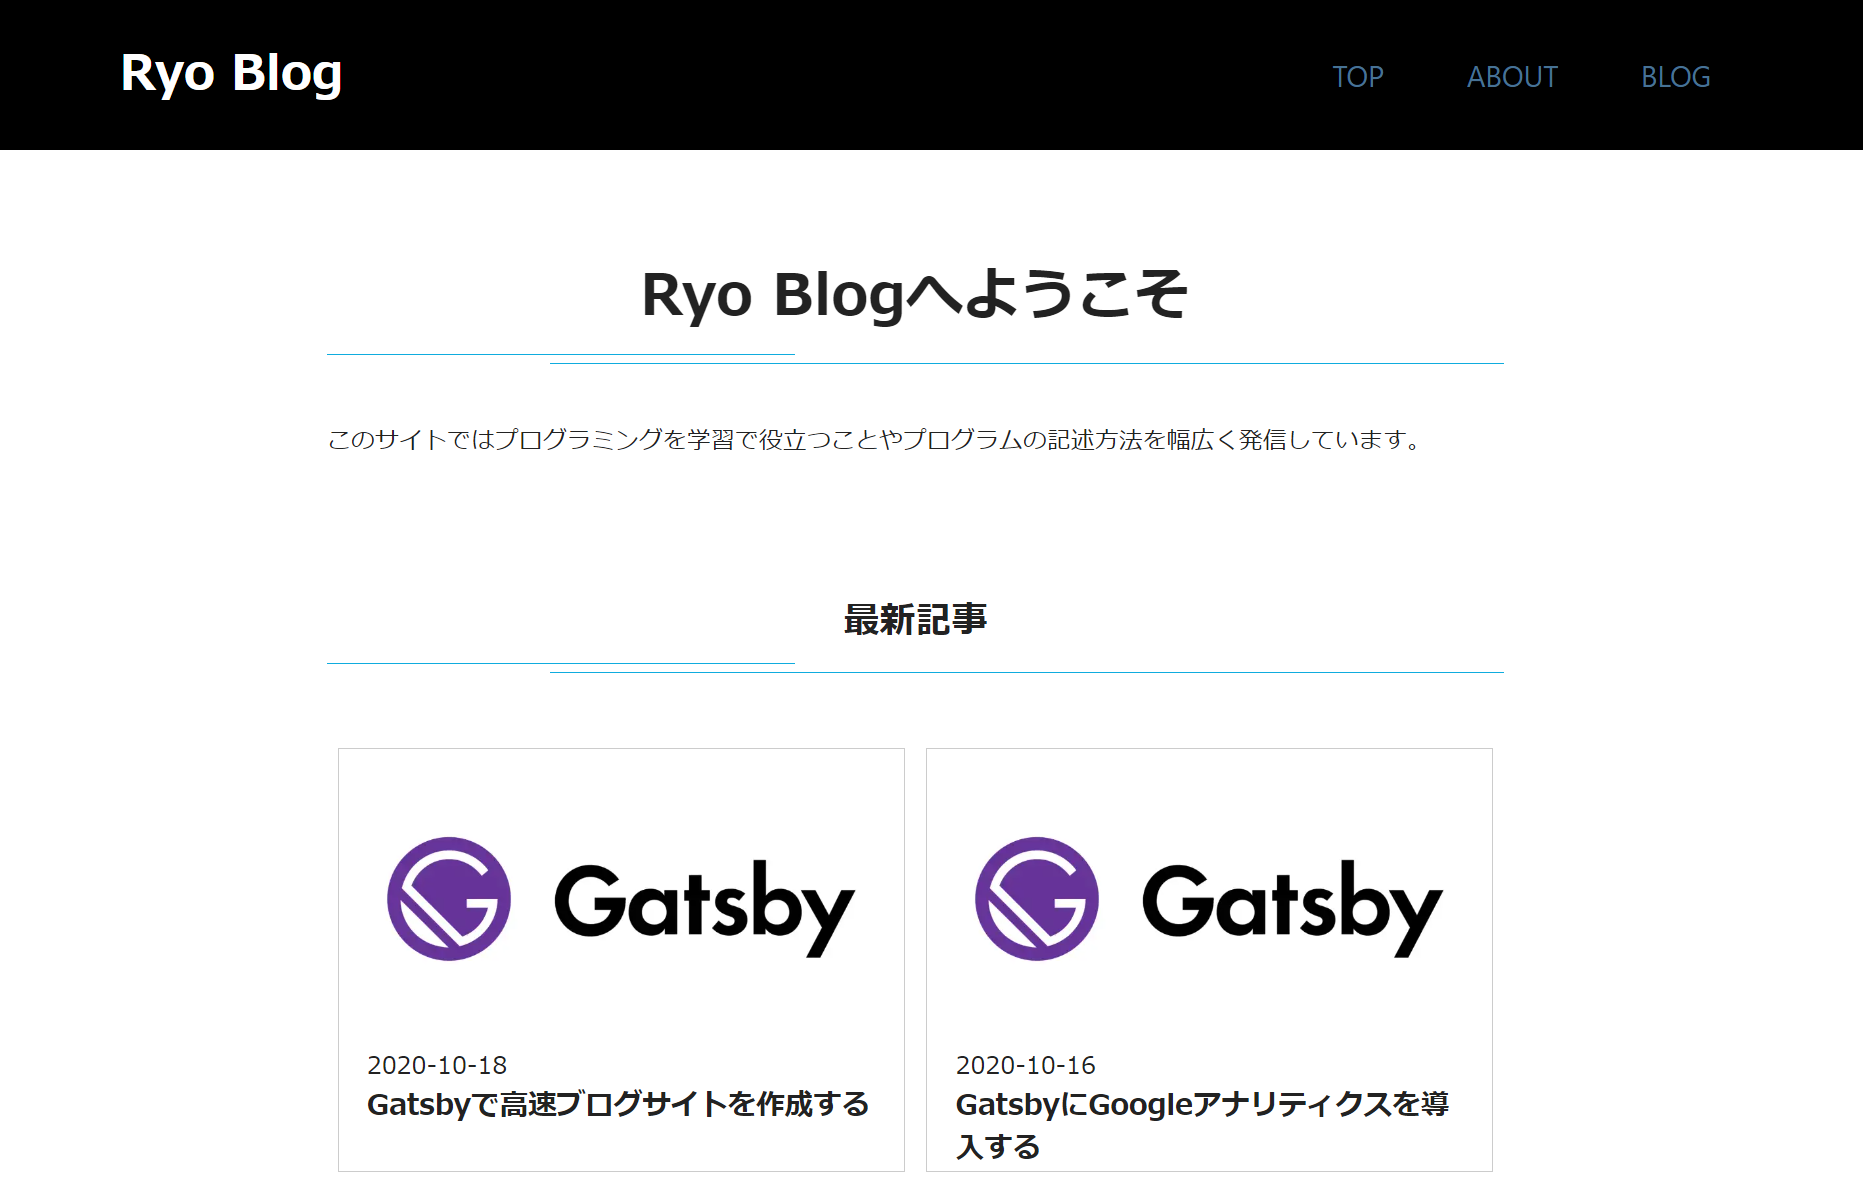 Ryo Blog
TOP ABOUT BLOG
Ryo Blogへようこそ
このサイトではプログラミングを学習で役立つことやプログラムの記述方法を幅広く発信しています。
最新記事
Gatsby
2020-10-18
Gatsbyで高速ブログサイトを作成する
Gatsby
2020-10-16
GatsbyにGoogleアナリティクスを導
入する